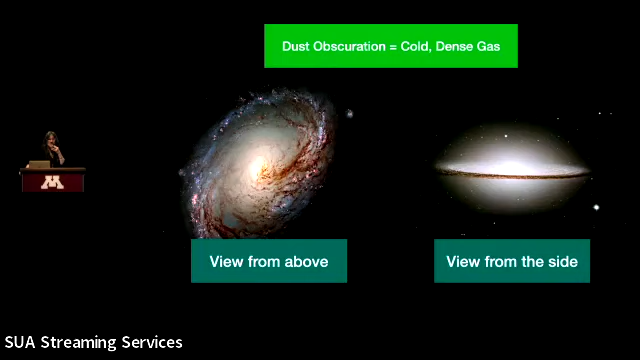 Dust Obscuration = Cold, Dense Gas
M
View from above
View from the side
SUA Streaming Services